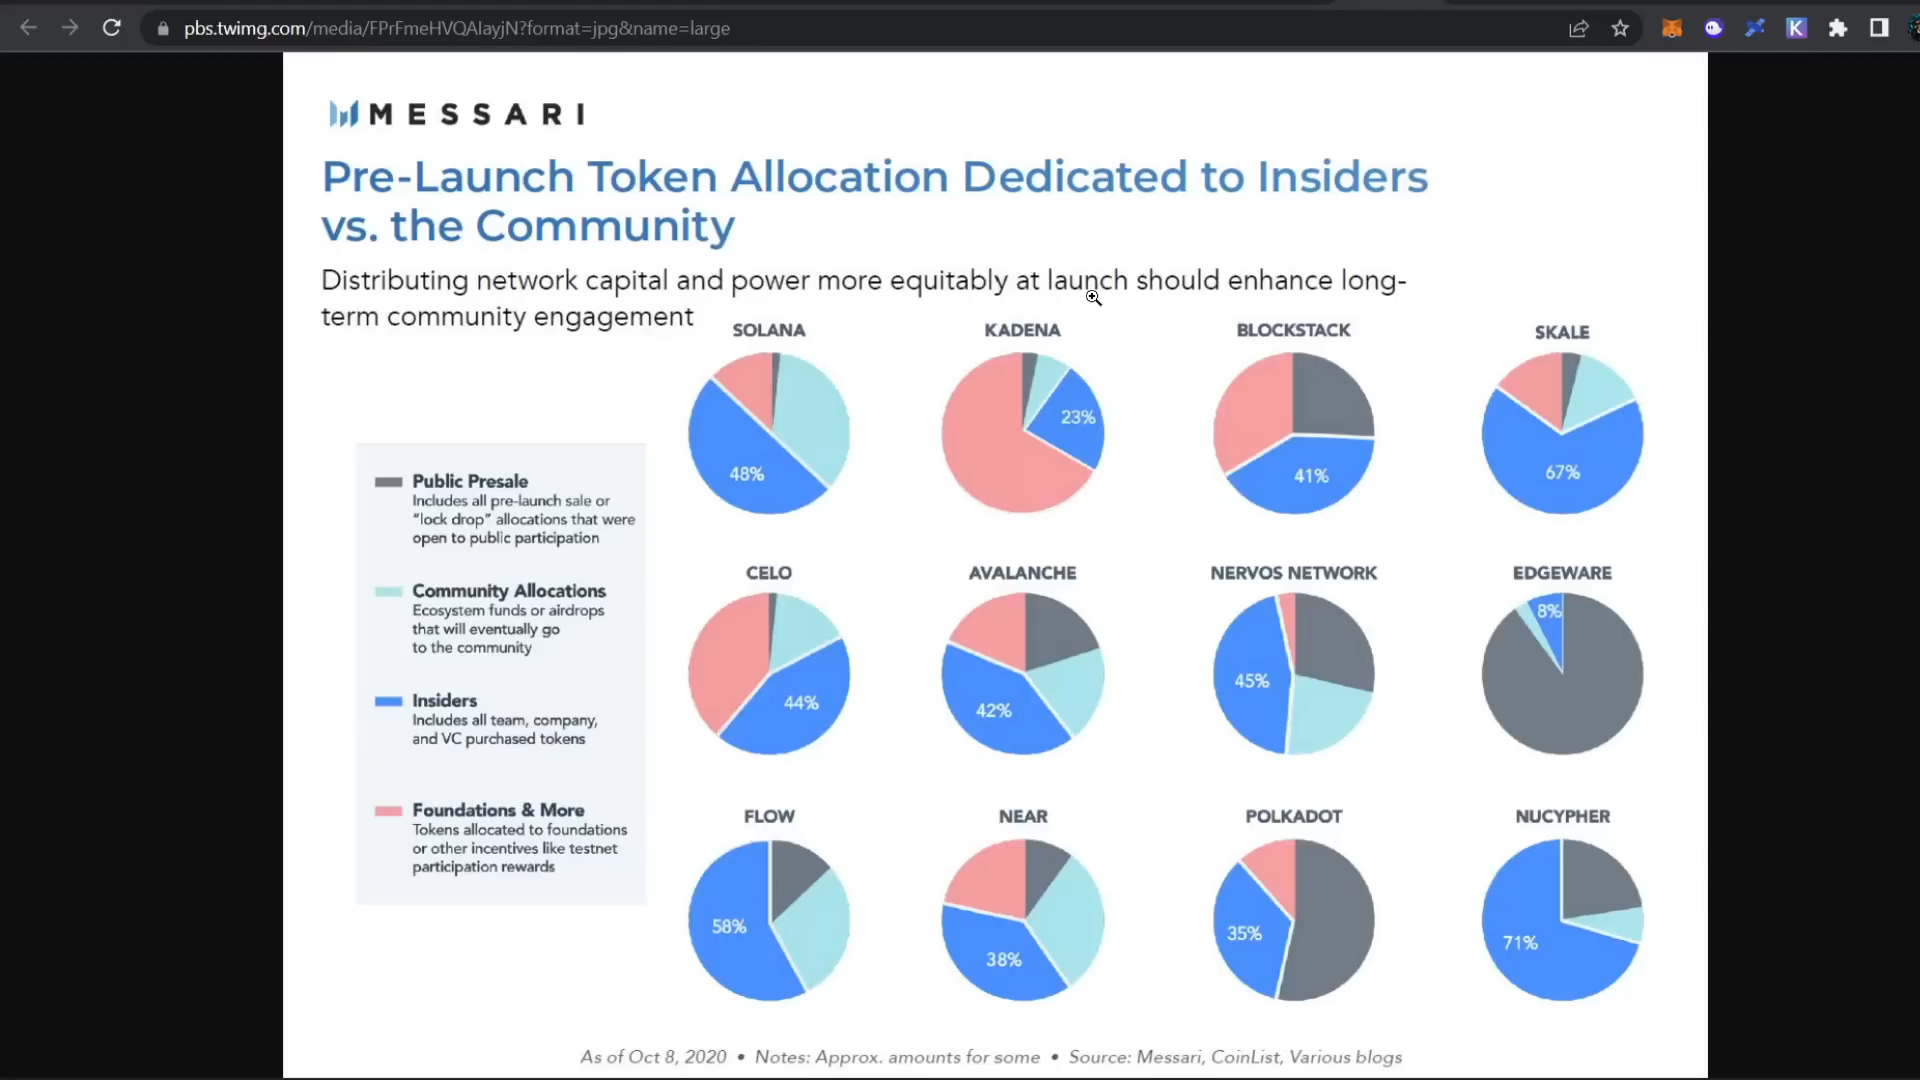 pbs.twimg.com/media/FPrFmeHVQAIayjN?format=jpg&name=large
MESSARI
Pre-Launch Token Allocation Dedicated to Insiders
vs. the Community
Distributing network capital and power more equitably at launch should enhance long-
term community engagement
Public Presale
Includes all pre-launch sale or
“lock drop” allocations that were
open to public participation
Community Allocations
Ecosystem funds or airdrops
that will eventually go
to the community
Insiders
Includes all team, company,
and VC purchased tokens
Foundations & More
Tokens allocated to foundations
or other incentives like testnet
participation rewards
SOLANA
48%
KADENA
23%
BLOCKSTACK
41%
SKALE
67%
CELO
44%
AVALANCHE
42%
NERVOS NETWORK
45%
EDGEWARE
8%
FLOW
58%
NEAR
38%
POLKADOT
35%
NUCYPHER
71%
As of Oct 8, 2020 • Notes: Approx. amounts for some • Source: Messari, CoinList, Various blogs